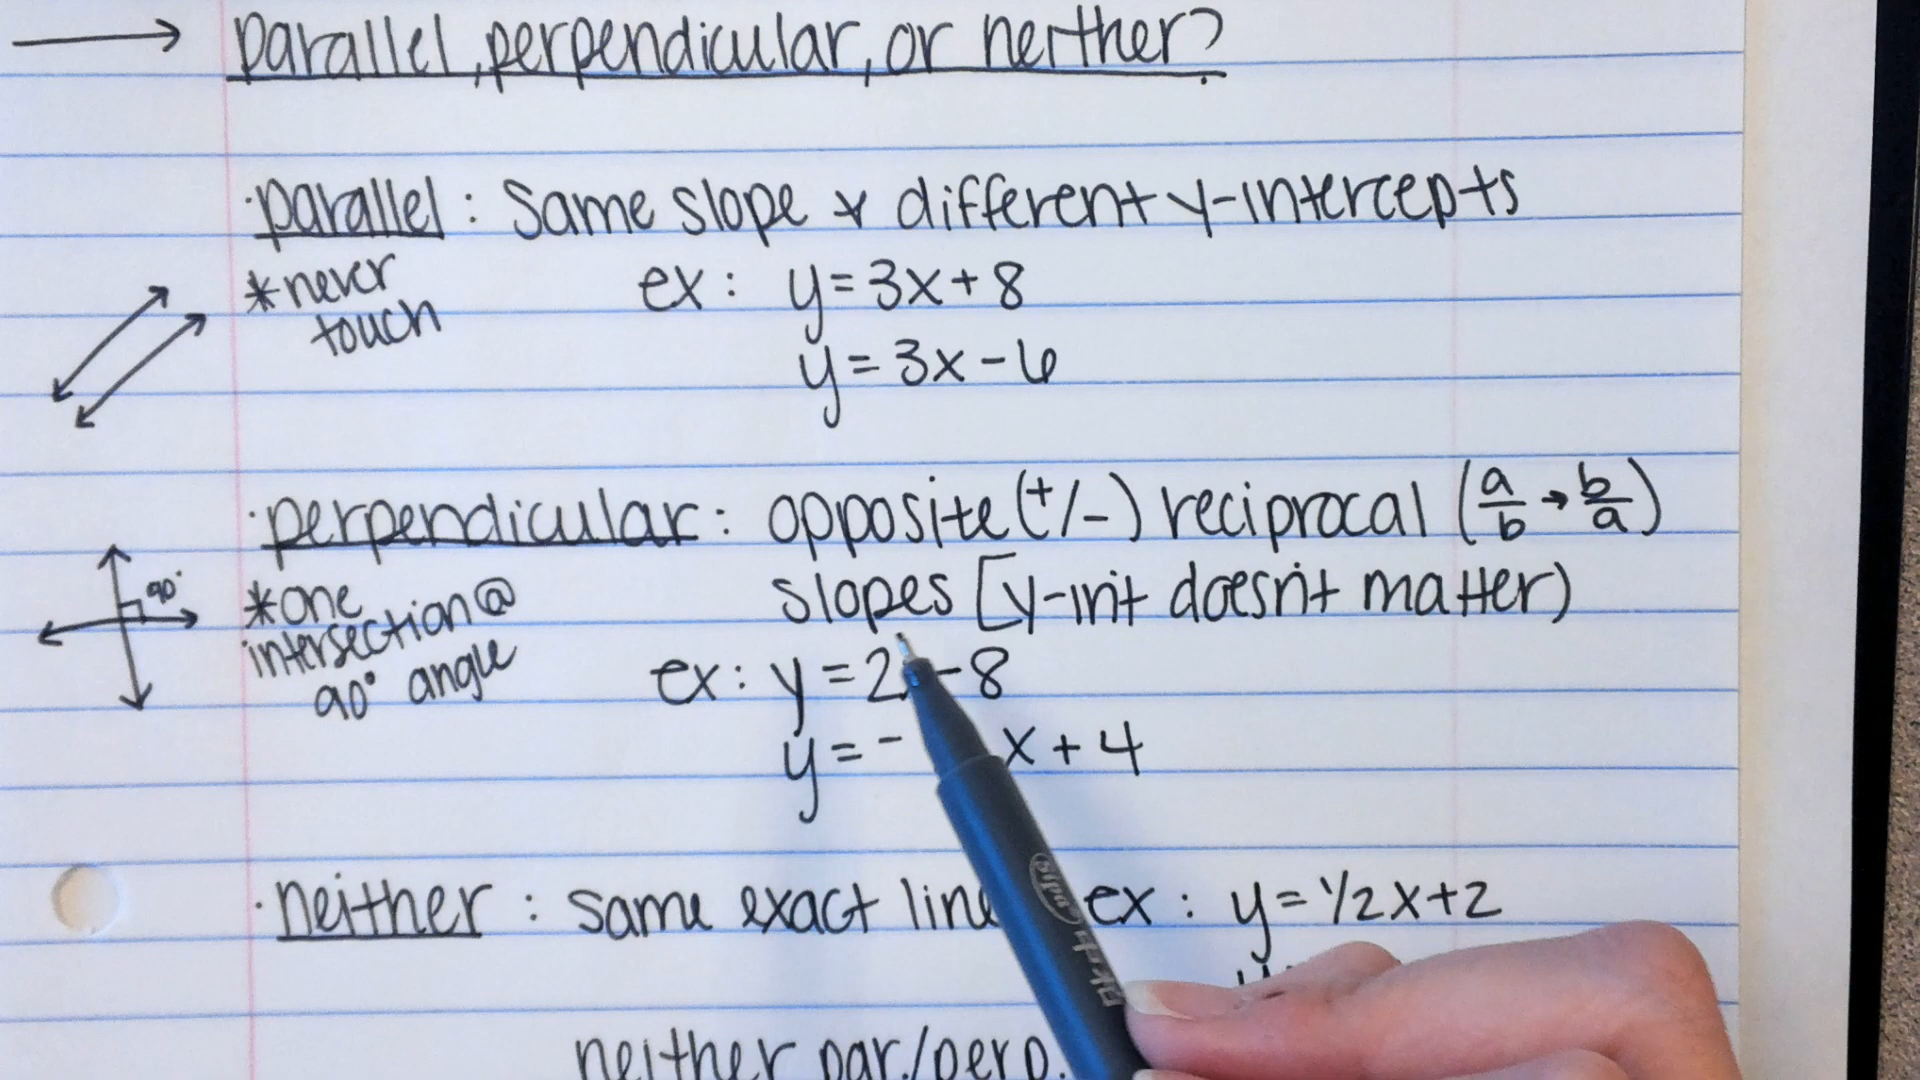 → parallel, perpendicular, or neither?
· parallel : same slope & different y-intercepts
*never touch
ex: y = 3x + 8
y = 3x - 6
· perpendicular : opposite (+/-) reciprocal (a/b → b/a)
slopes [y-int doesn't matter)
90°
*one
intersection @
90° angle
ex: y = 2 - 8
y = - x + 4
· neither : same exact ex : y = 1/2x + 2
neither par./perp.